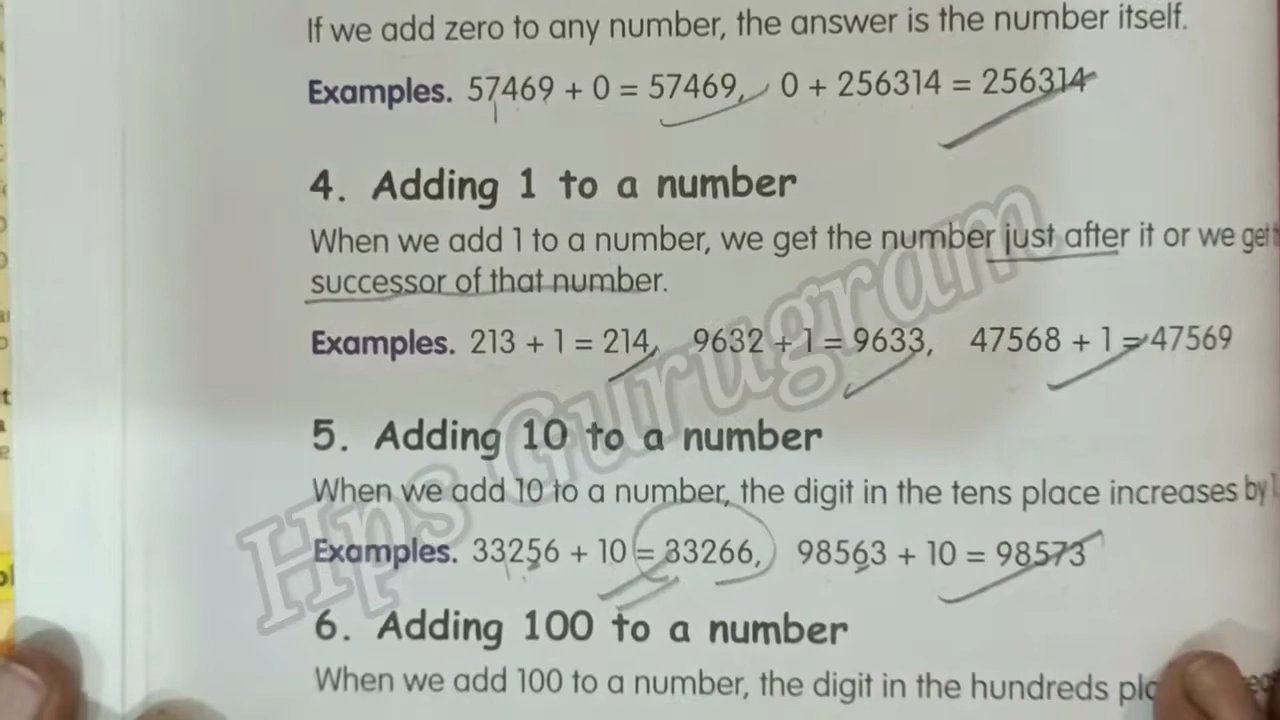 If we add zero to any number, the answer is the number itself.
Examples. 57469 + 0 = 57469, 0 + 256314 = 256314
4. Adding 1 to a number
When we add 1 to a number, we get the number just after it or we get
successor of that number.
Examples. 213 + 1 = 214, 9632 + 1 = 9633, 47568 + 1 = 47569
5. Adding 10 to a number
When we add 10 to a number, the digit in the tens place increases by 1
Examples. 33256 + 10 = 33266, 98563 + 10 = 98573
6. Adding 100 to a number
When we add 100 to a number, the digit in the hundreds
Hps Gurugram